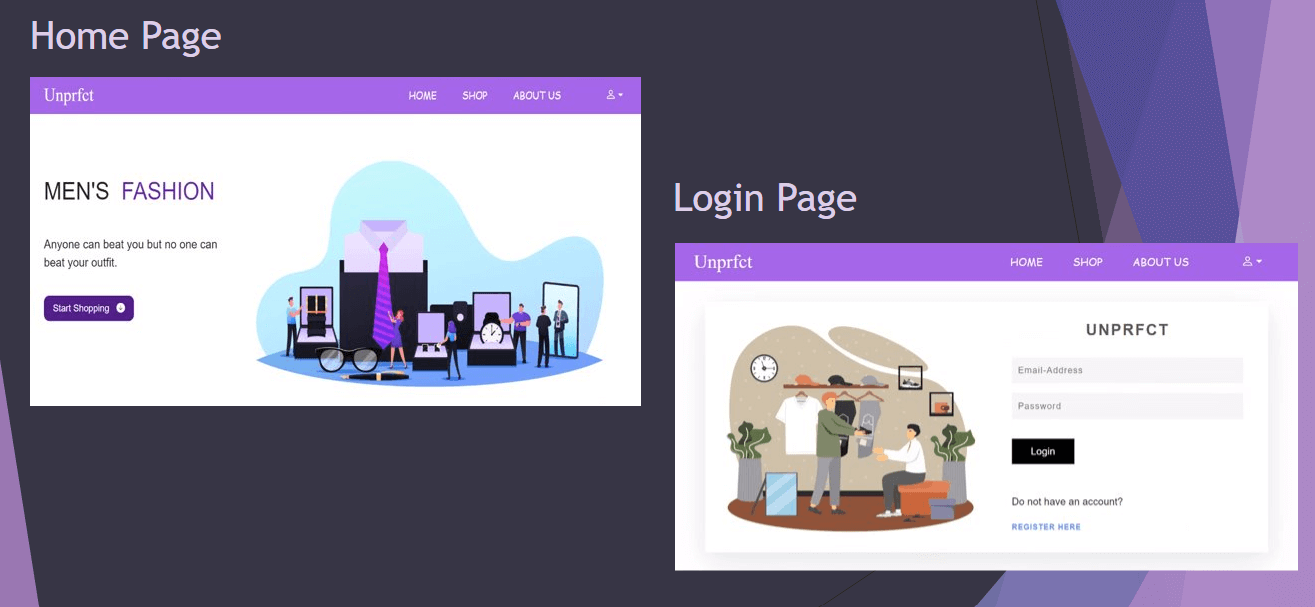 Home Page
Unprfct HOME SHOP ABOUT US
MEN'S FASHION
Anyone can beat you but no one can
beat your outfit.
Start Shopping
Login Page
Unprfct HOME SHOP ABOUT US
UNPRFCT
Email-Address
Password
Login
Do not have an account?
REGISTER HERE